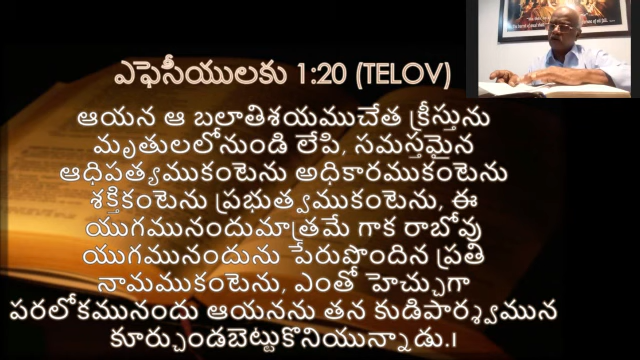 ఎఫెసీయులకు 1:20 (TELOV)
ఆయన ఆ బలాతిశయముచేత క్రీస్తును
మృతులలోనుండి లేపి, సమస్తమైన
ఆధిపత్యముకంటెను అధికారముకంటెను
శక్తికంటెను ప్రభుత్వముకంటెను, ఈ
యుగమునందుమాత్రమే గాక రాబోవు
యుగమునందును పేరుపొందిన ప్రతి
నామముకంటెను, ఎంతో హెచ్చుగా
పరలోకమునందు ఆయనను తన కుడిపార్శ్వమున
కూర్చుండబెట్టుకొనియున్నాడు.।